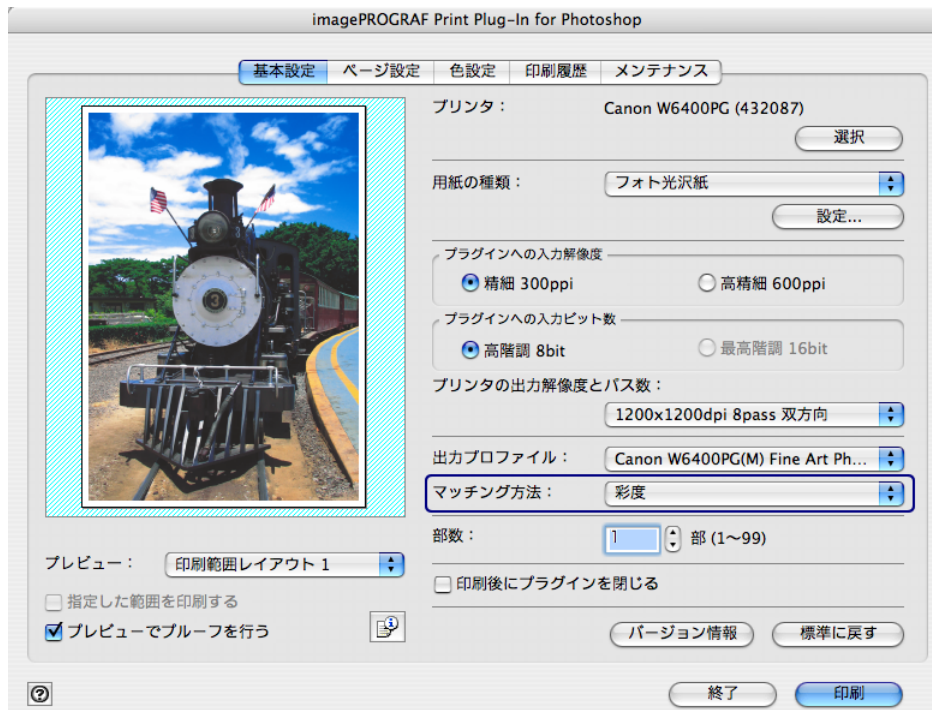 imagePROGRAF Print Plug-In for Photoshop
基本設定 ページ設定 色設定 印刷履歴 メンテナンス
プリンタ： Canon W6400PG (432087)
選択
用紙の種類： フォト光沢紙
設定...
プラグインへの入力解像度
精細 300ppi 高精細 600ppi
プラグインへの入力ビット数
高階調 8bit 最高階調 16bit
プリンタの出力解像度とパス数：
1200x1200dpi 8pass 双方向
出力プロファイル： Canon W6400PG(M) Fine Art Ph...
マッチング方法： 彩度
部数： 1 部 (1〜99)
印刷後にプラグインを閉じる
バージョン情報 標準に戻す
3
プレビュー： 印刷範囲レイアウト 1
指定した範囲を印刷する
プレビューでプルーフを行う
?
終了 印刷